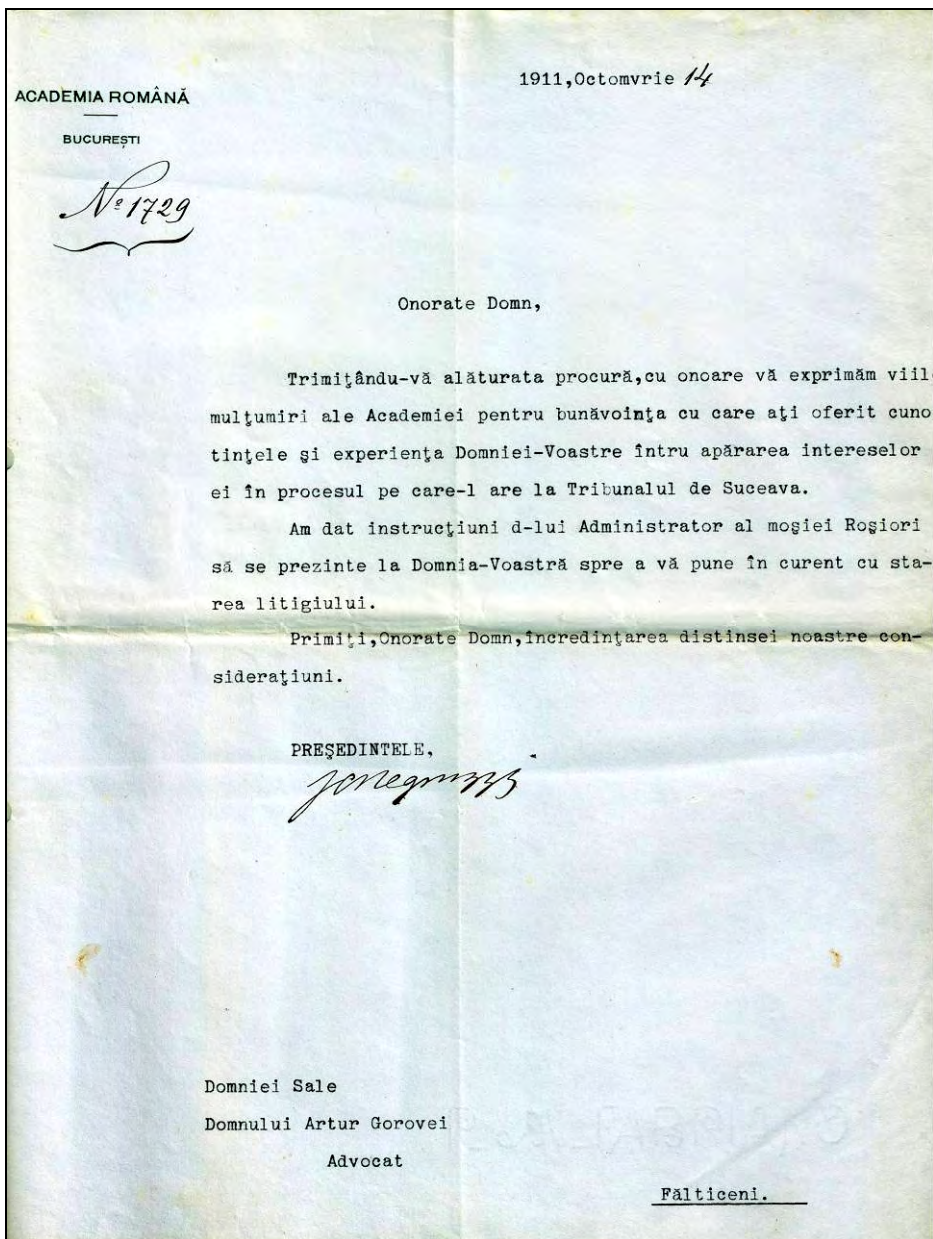 1911,Octomvrie 14
ACADEMIA ROMÂNĂ
BUCUREŞTI
Nº 1729
Onorate Domn,
Trimiţându-vă alăturata procură,cu onoare vă exprimăm viil
mulţumiri ale Academiei pentru bunăvoinţa cu care aţi oferit cuno
tinţele şi experienţa Domniei-Voastre întru apărarea intereselor
ei în procesul pe care-l are la Tribunalul de Suceava.
Am dat instrucţiuni d-lui Administrator al moşiei Roşiori
să se prezinte la Domnia-Voastră spre a vă pune în curent cu sta-
rea litigiului.
Primiţi,Onorate Domn,încredinţarea distinsei noastre con-
sideraţiuni.
PREŞEDINTELE,
JCNegruzzi
Domniei Sale
Domnului Artur Gorovei
Advocat
Fălticeni.